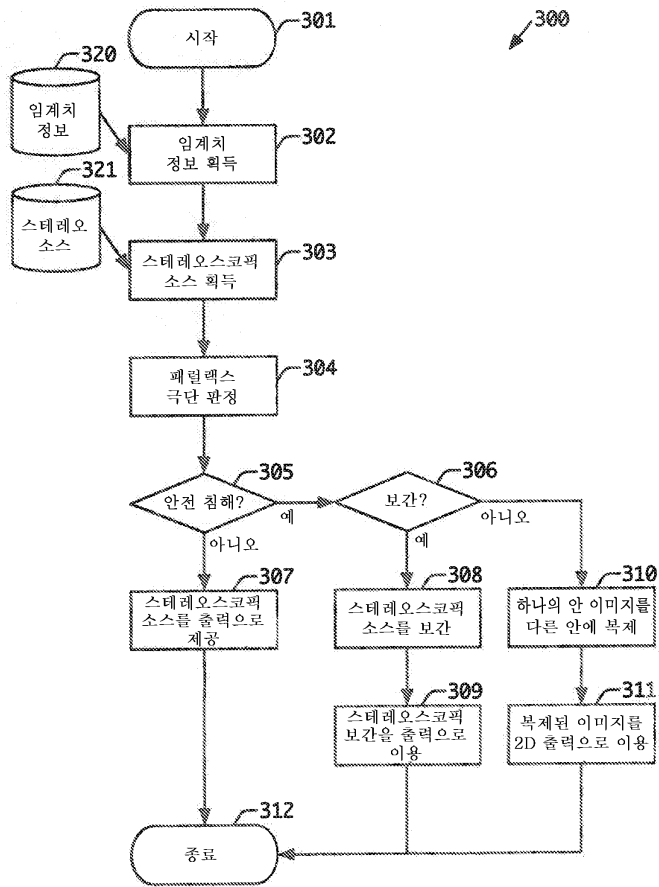 시작
301
300
320
임계치
정보
임계치
정보 획득
302
321
스테레오
소스
스테레오스코픽
소스 획득
303
패럴랙스
극단 판정
304
안전 침해?
305
예
아니오
보간?
306
아니오
예
스테레오스코픽
소스를 출력으로
제공
307
스테레오스코픽
소스를 보간
308
하나의 안 이미지를
다른 안에 복제
310
스테레오스코픽
보간을 출력으로
이용
309
복제된 이미지를
2D 출력으로 이용
311
종료
312